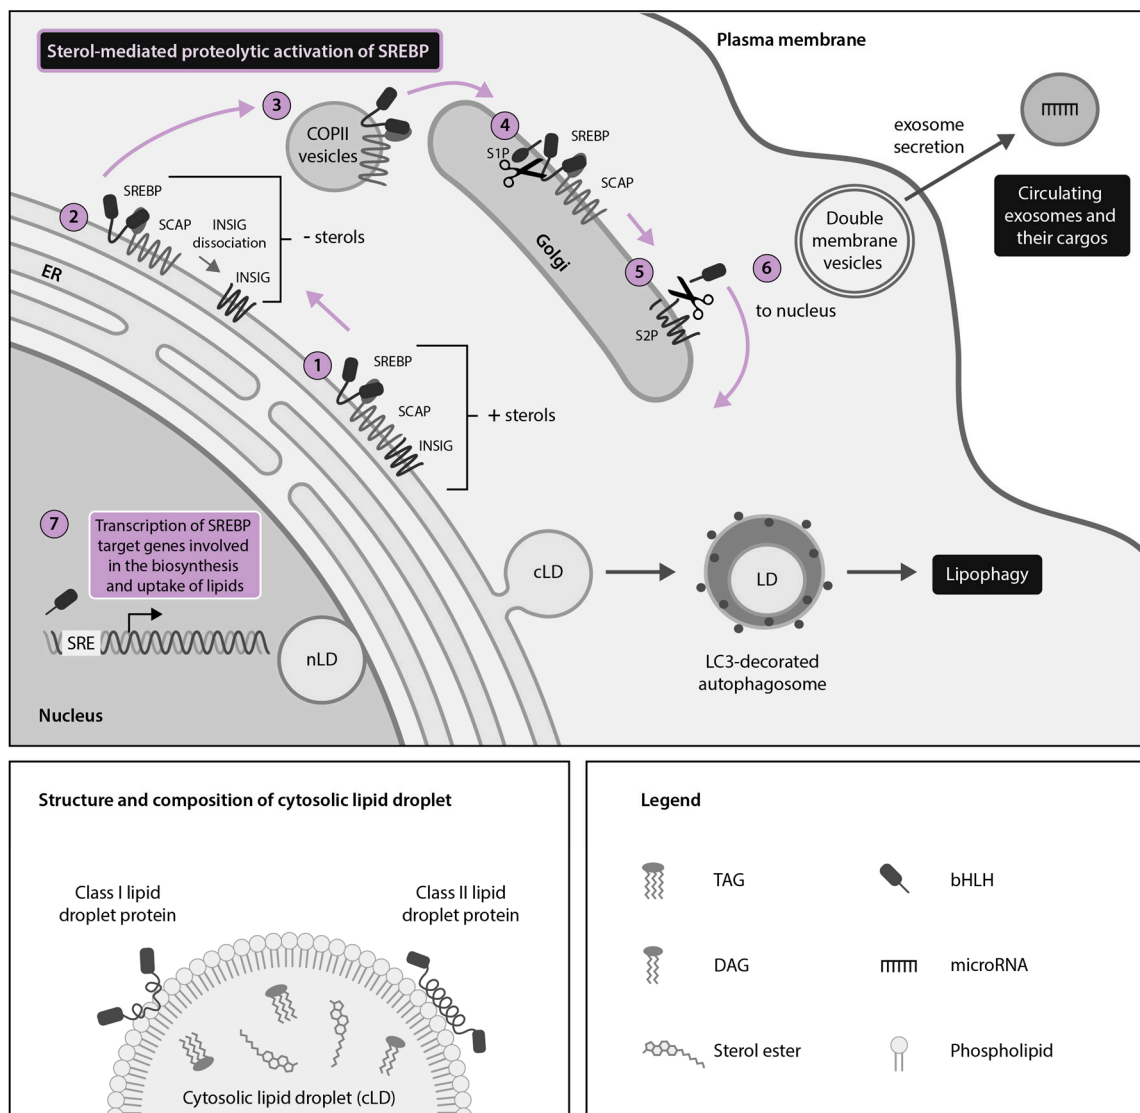 Sterol-mediated proteolytic activation of SREBP
Plasma membrane
3
COPII
vesicles
4
S1P
SREBP
SCAP
exosome
secretion
Circulating
exosomes and
their cargos
2
SREBP
SCAP
INSIG
dissociation
INSIG
- sterols
ER
Golgi
5
S2P
6
to nucleus
Double
membrane
vesicles
1
SREBP
SCAP
INSIG
+ sterols
7
Transcription of SREBP
target genes involved
in the biosynthesis
and uptake of lipids
SRE
nLD
Nucleus
cLD
LD
LC3-decorated
autophagosome
Lipophagy
Structure and composition of cytosolic lipid droplet
Class I lipid
droplet protein
Class II lipid
droplet protein
Cytosolic lipid droplet (cLD)
Legend
TAG
bHLH
DAG
microRNA
Sterol ester
Phospholipid